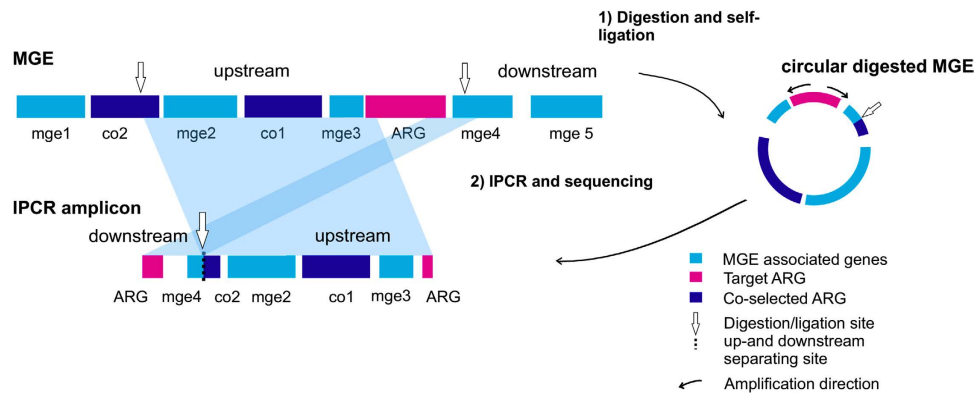 1) Digestion and self-
ligation
MGE
upstream
downstream
circular digested MGE
mge1
co2
mge2
co1
mge3
ARG
mge4
mge 5
2) IPCR and sequencing
IPCR amplicon
downstream
upstream
ARG
mge4
co2
mge2
co1
mge3
ARG
MGE associated genes
Target ARG
Co-selected ARG
Digestion/ligation site
up-and downstream
separating site
Amplification direction